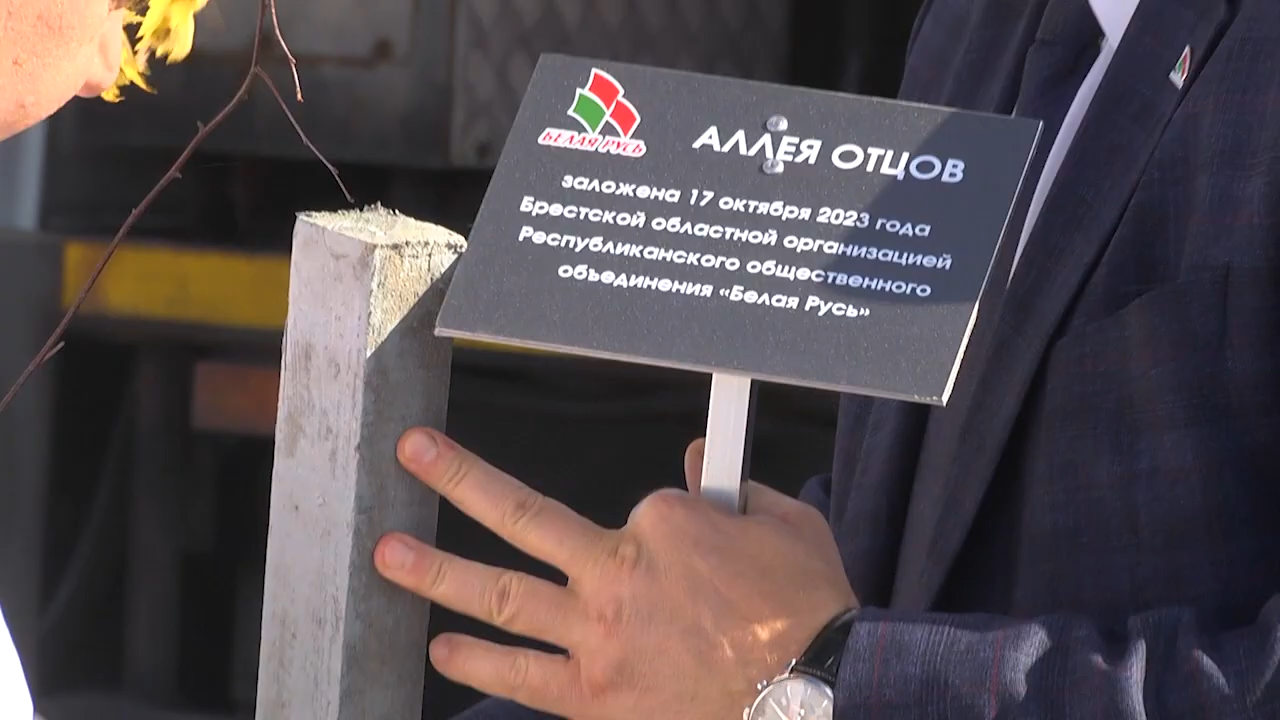 БЕЛАЯ РУСЬ
АЛЛЕЯ ОТЦОВ
заложена 17 октября 2023 года
Брестской областной организацией
Республиканского общественного
объединения «Белая Русь»